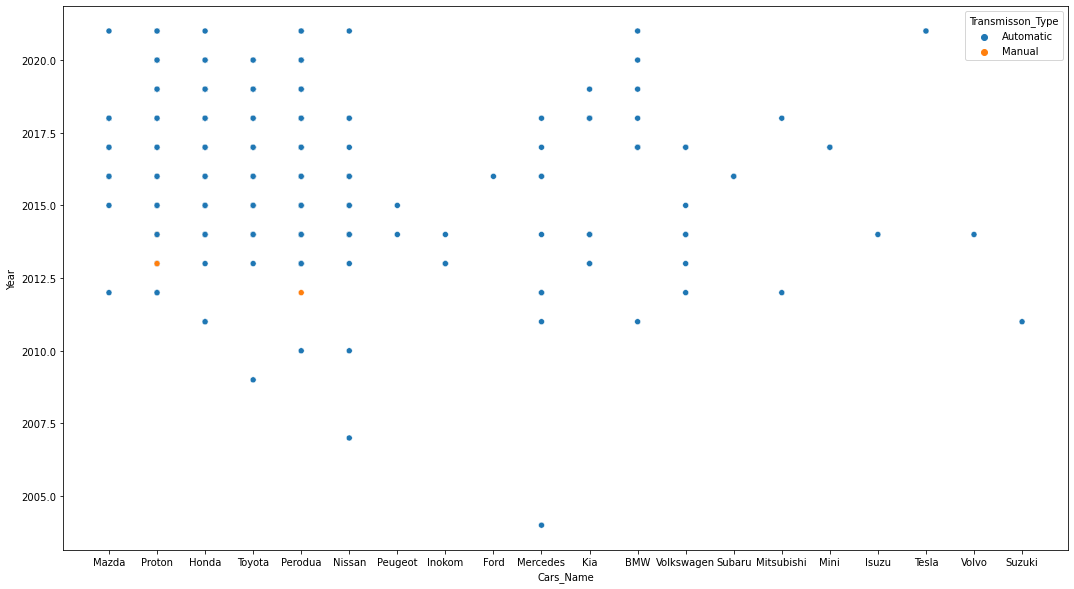 Transmisson_Type
Automatic
Manual
2020.0
2017.5
2015.0
2012.5
2010.0
2007.5
2005.0
Year
Mazda Proton Honda Toyota Perodua Nissan Peugeot Inokom Ford Mercedes Kia BMW Volkswagen Subaru Mitsubishi Mini Isuzu Tesla Volvo Suzuki
Cars_Name